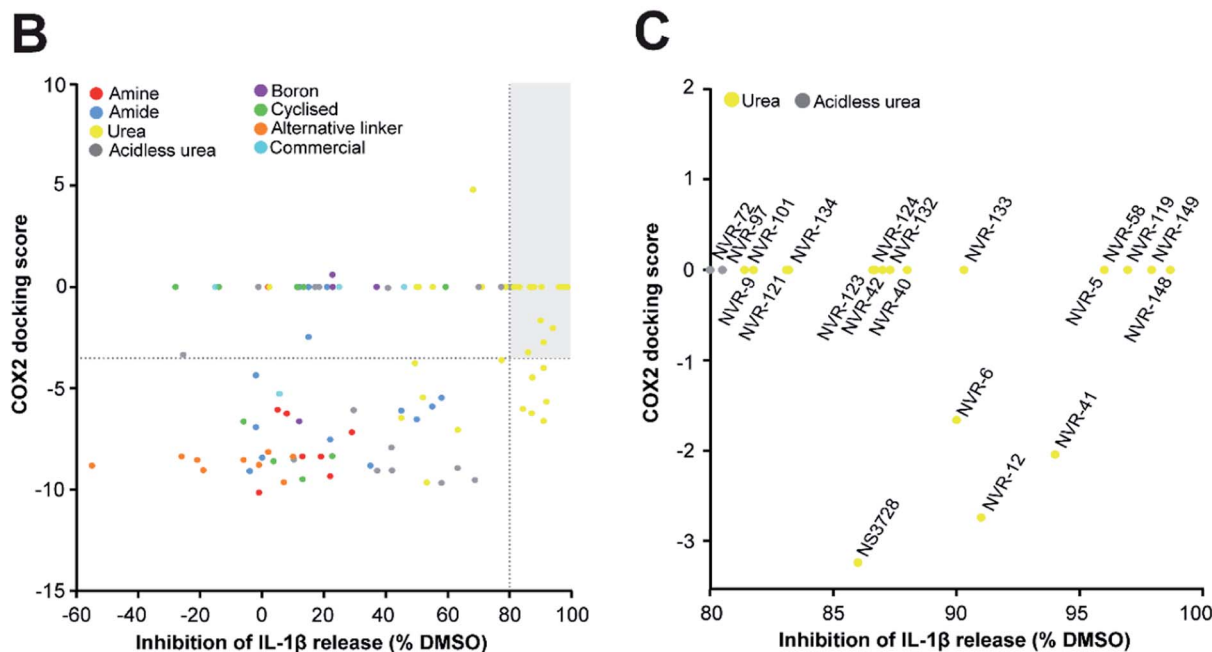 B
COX2 docking score
10
5
0
-5
-10
-15
Amine
Amide
Urea
Acidless urea
Boron
Cyclised
Alternative linker
Commercial
-60
-40
-20
0
20
40
60
80
100
Inhibition of IL-1β release (% DMSO)
C
COX2 docking score
2
1
0
-1
-2
-3
Urea
Acidless urea
NVR-72
NVR-97
NVR-101
NVR-134
NVR-124
NVR-132
NVR-133
NVR-58
NVR-119
NVR-149
NVR-9
NVR-121
NVR-123
NVR-42
NVR-40
NVR-5
NVR-148
NVR-6
NVR-41
NVR-12
NS3728
80
85
90
95
100
Inhibition of IL-1β release (% DMSO)